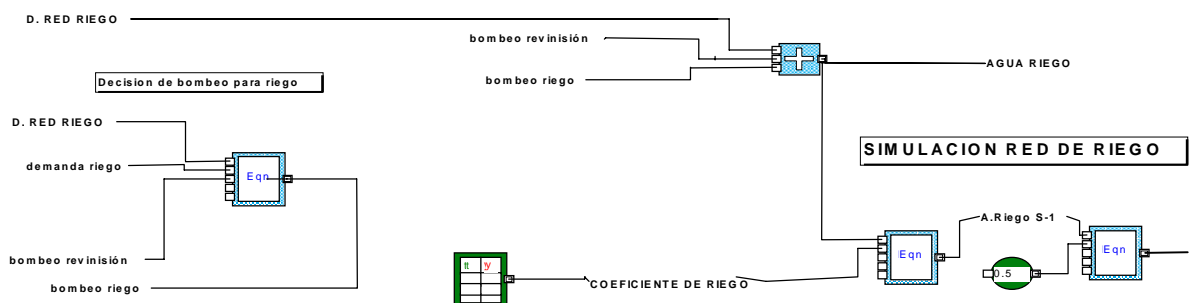 D. RED RIEGO
bombeo revinisión
bombeo riego
AGUA RIEGO
Decision de bombeo para riego
D. RED RIEGO
demanda riego
Eqn
bombeo revinisión
bombeo riego
SIMULACION RED DE RIEGO
A.Riego S-1
Eqn
Eqn
tt y
0.5
COEFICIENTE DE RIEGO